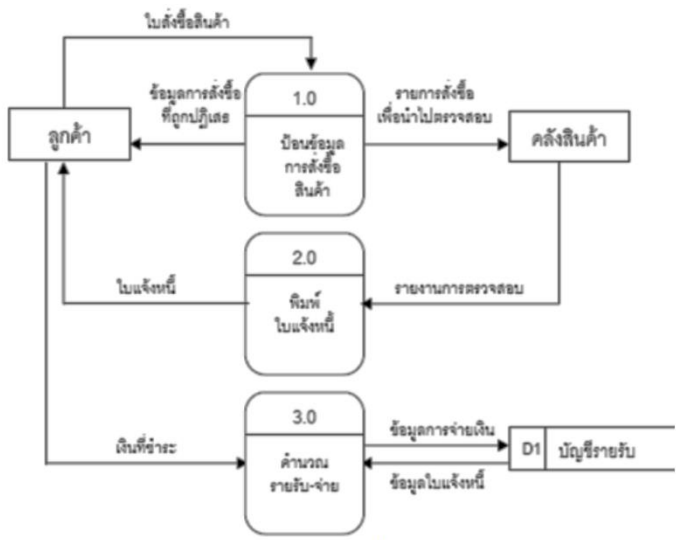 ใบสั่งซื้อสินค้า
ข้อมูลการสั่งซื้อ
ที่ถูกปฏิเสธ
1.0
รายการสั่งซื้อ
เพื่อนำไปตรวจสอบ
ลูกค้า
ป้อนข้อมูล
การสั่งซื้อ
สินค้า
คลังสินค้า
2.0
ใบแจ้งหนี้
พิมพ์
ใบแจ้งหนี้
รายงานการตรวจสอบ
3.0
เงินที่ชำระ
คำนวณ
รายรับ-จ่าย
ข้อมูลการจ่ายเงิน
D1 บัญชีรายรับ
ข้อมูลใบแจ้งหนี้